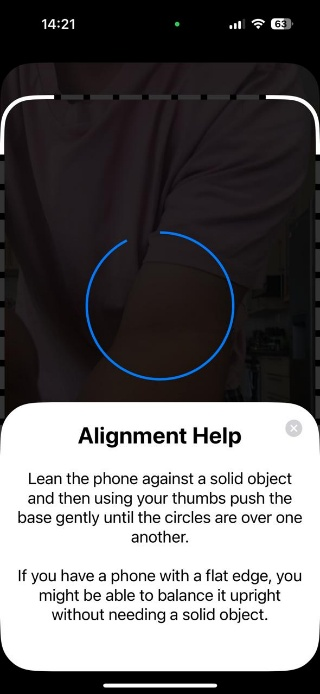 14:21
63
Alignment Help
Lean the phone against a solid object
and then using your thumbs push the
base gently until the circles are over one
another.
If you have a phone with a flat edge, you
might be able to balance it upright
without needing a solid object.